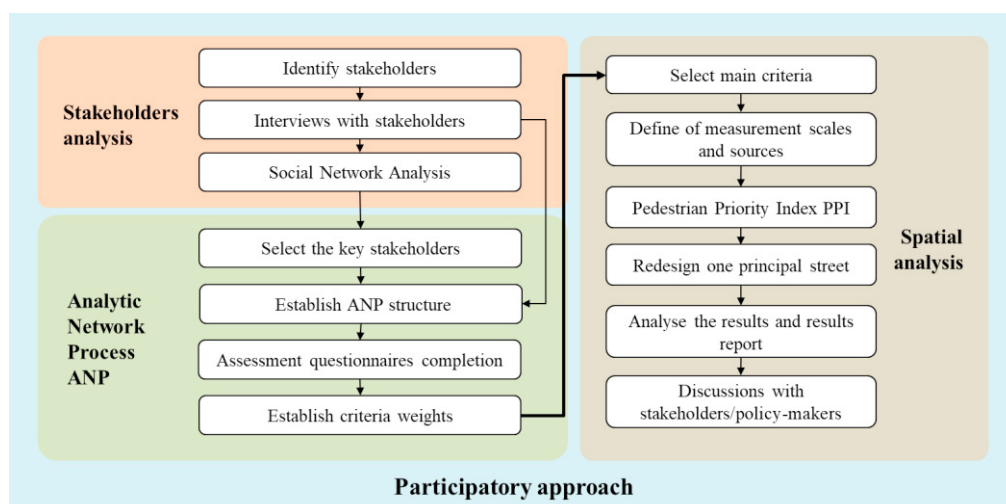 Stakeholders
analysis
Identify stakeholders
Interviews with stakeholders
Social Network Analysis
Analytic
Network
Process
ANP
Select the key stakeholders
Establish ANP structure
Assessment questionnaires completion
Establish criteria weights
Select main criteria
Define of measurement scales
and sources
Pedestrian Priority Index PPI
Redesign one principal street
Analyse the results and results
report
Discussions with
stakeholders/policy-makers
Spatial
analysis
Participatory approach